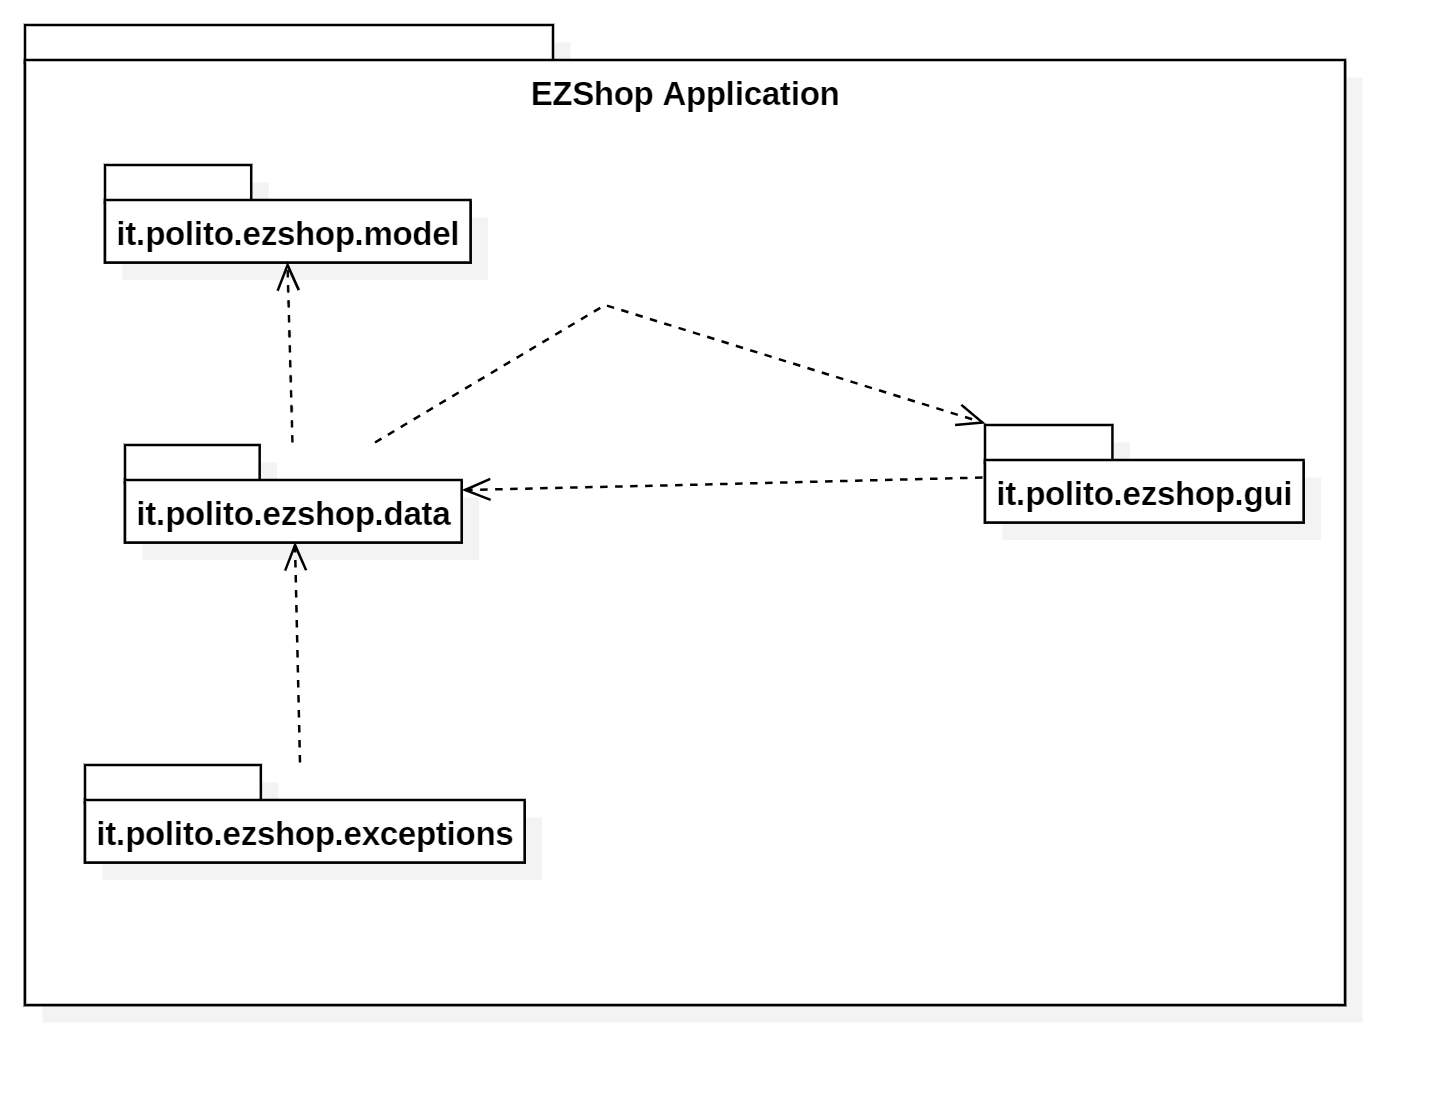 EZShop Application
it.polito.ezshop.model
it.polito.ezshop.data
it.polito.ezshop.gui
it.polito.ezshop.exceptions